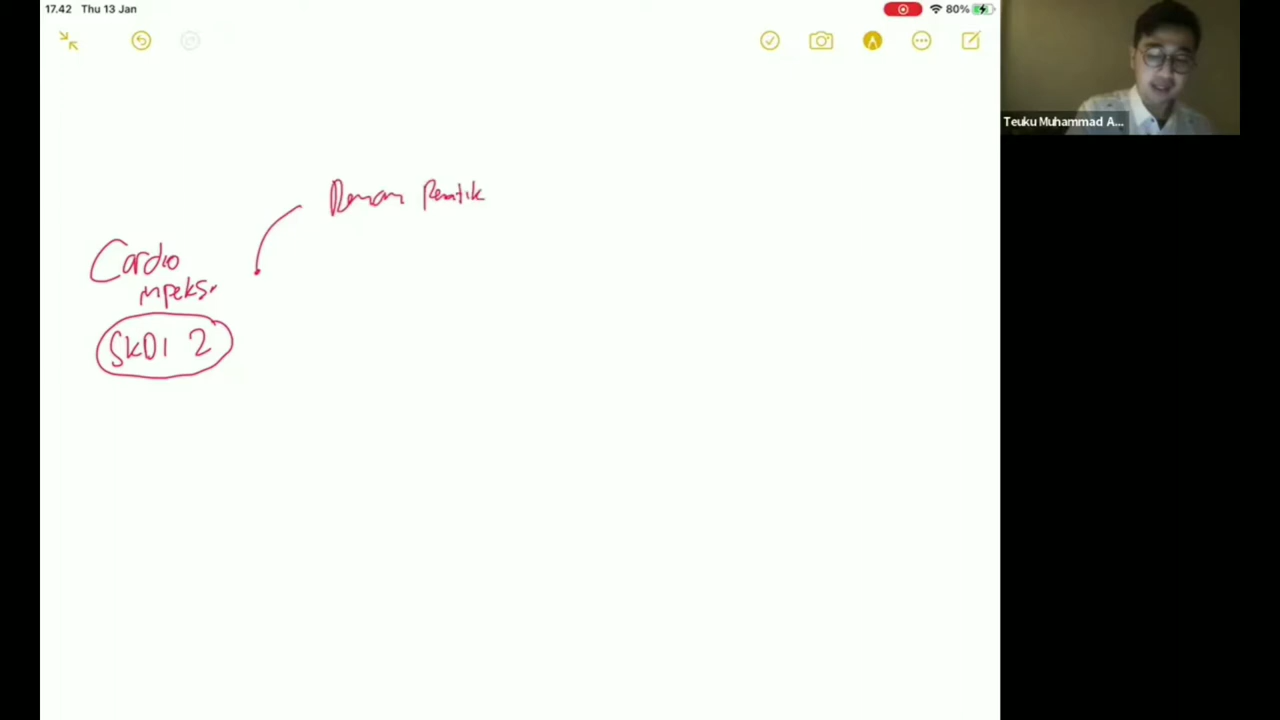 17.42 Thu 13 Jan
80%
Teuku Muhammad A...
Demam Rematik
Cardio
Infeksi
SKDI 2